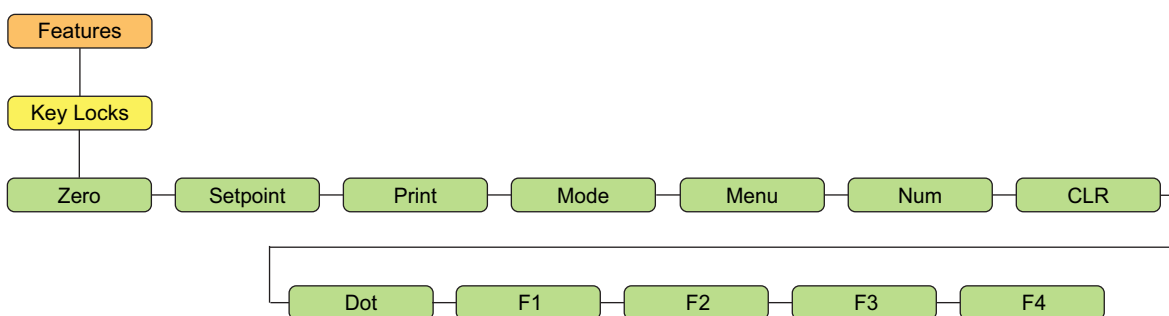 Features
Key Locks
Zero Setpoint Print Mode Menu Num CLR
Dot F1 F2 F3 F4